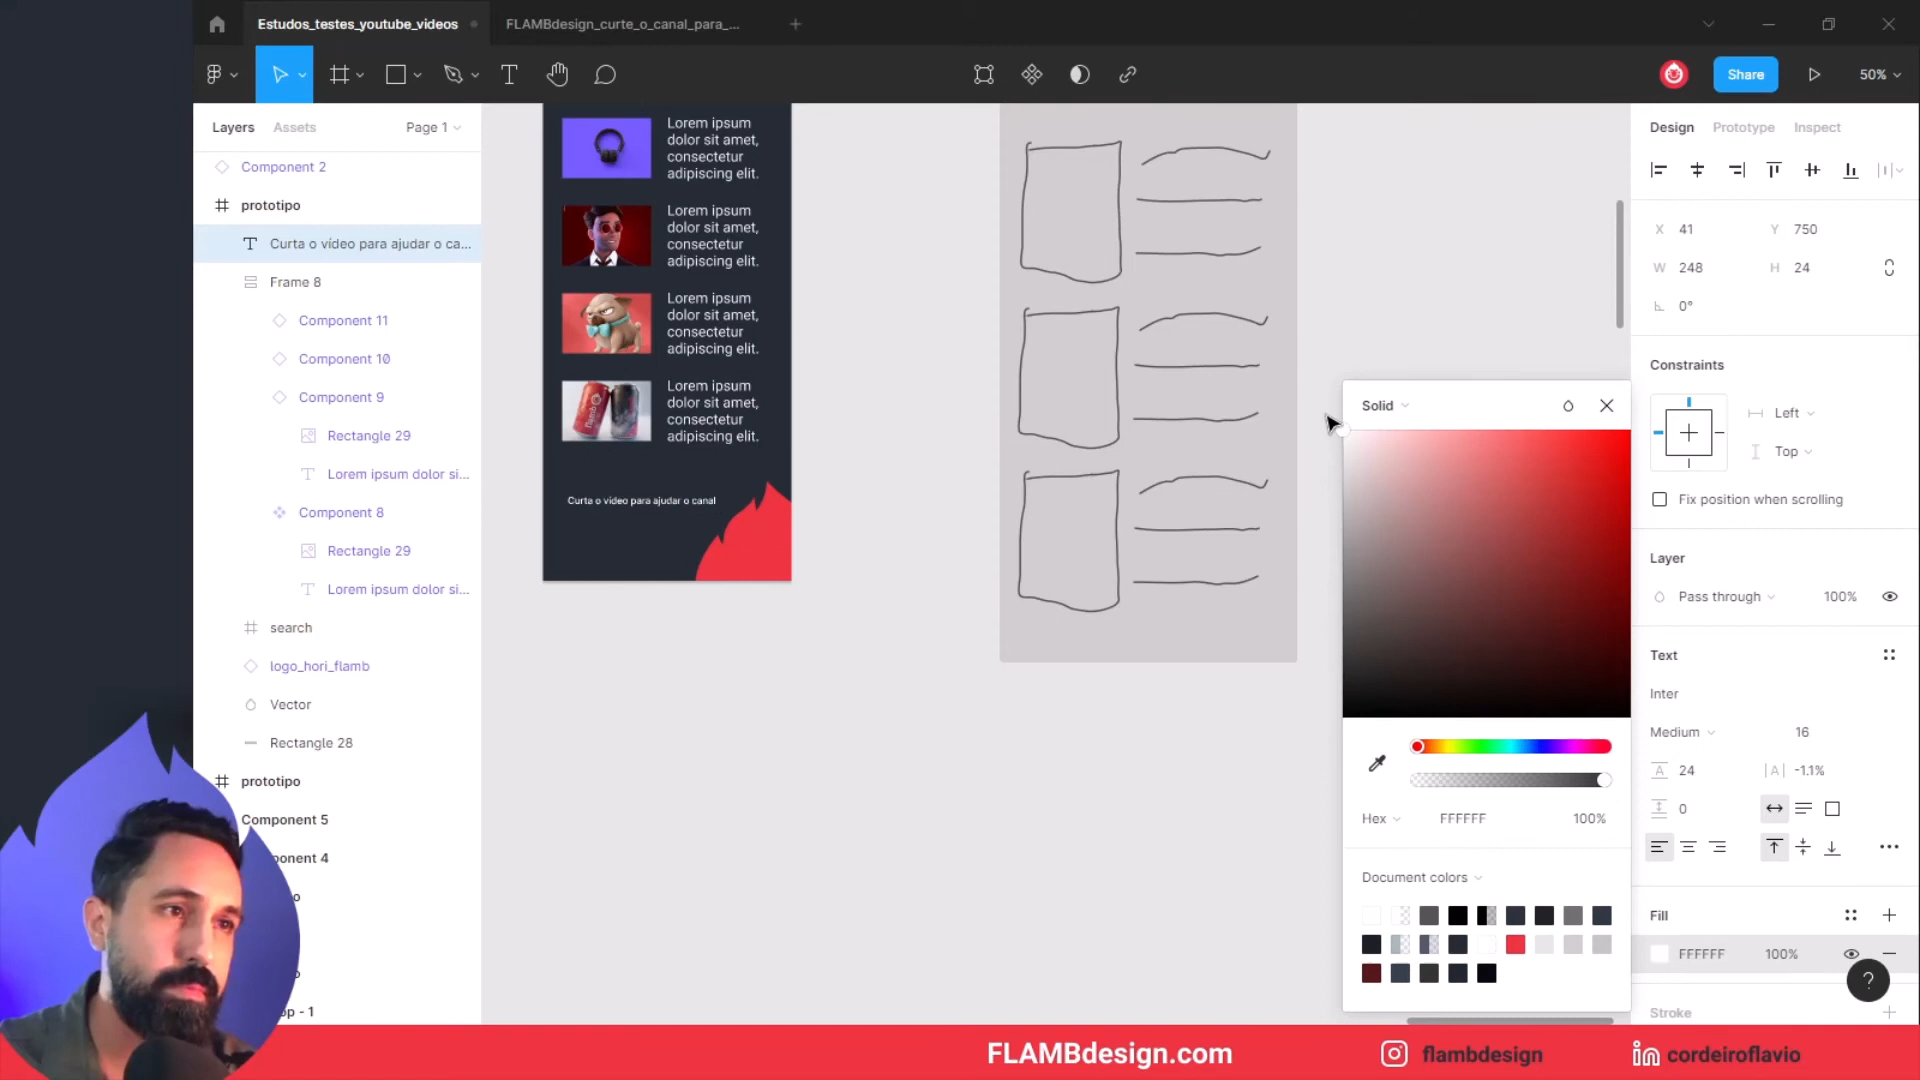 Estudos_testes_youtube_videos
FLAMBdesign_curte_o_canal_para_...
Share
50%
Layers
Assets
Page 1
Component 2
prototipo
Curta o vídeo para ajudar o ca...
Frame 8
Component 11
Component 10
Component 9
Rectangle 29
Lorem ipsum dolor si...
Component 8
Rectangle 29
Lorem ipsum dolor si...
search
logo_hori_flamb
Vector
Rectangle 28
prototipo
Component 5
ponent 4
op - 1
Lorem ipsum
dolor sit amet,
consectetur
adipiscing elit.
Lorem ipsum
dolor sit amet,
consectetur
adipiscing elit.
Lorem ipsum
dolor sit amet,
consectetur
adipiscing elit.
Lorem ipsum
dolor sit amet,
consectetur
adipiscing elit.
Curta o vídeo para ajudar o canal
Solid
Hex
FFFFFF
100%
Document colors
Design
Prototype
Inspect
X 41
Y 750
W 248
H 24
0°
Constraints
Left
Top
Fix position when scrolling
Layer
Pass through
100%
Text
Inter
Medium
16
A 24
|A| -1.1%
0
Fill
FFFFFF
100%
?
Stroke
FLAMBdesign.com
flambdesign
in cordeiroflavio